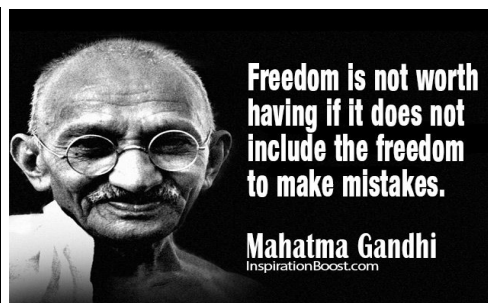 Freedom is not worth
having if it does not
include the freedom
to make mistakes.
Mahatma Gandhi
InspirationBoost.com